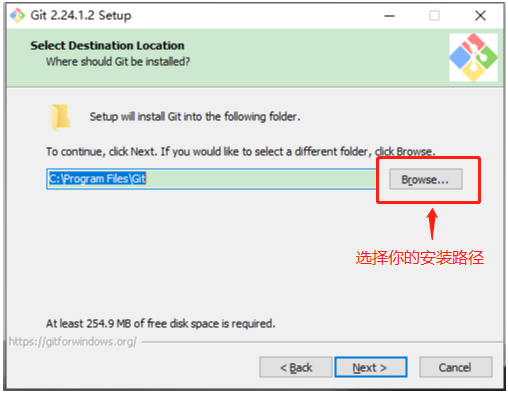 Git 2.24.1.2 Setup
Select Destination Location
Where should Git be installed?
Setup will install Git into the following folder.
To continue, click Next. If you would like to select a different folder, click Browse.
C:\Program Files\Git
Browse...
选择你的安装路径
At least 254.9 MB of free disk space is required.
https://gitforwindows.org/
< Back
Next >
Cancel